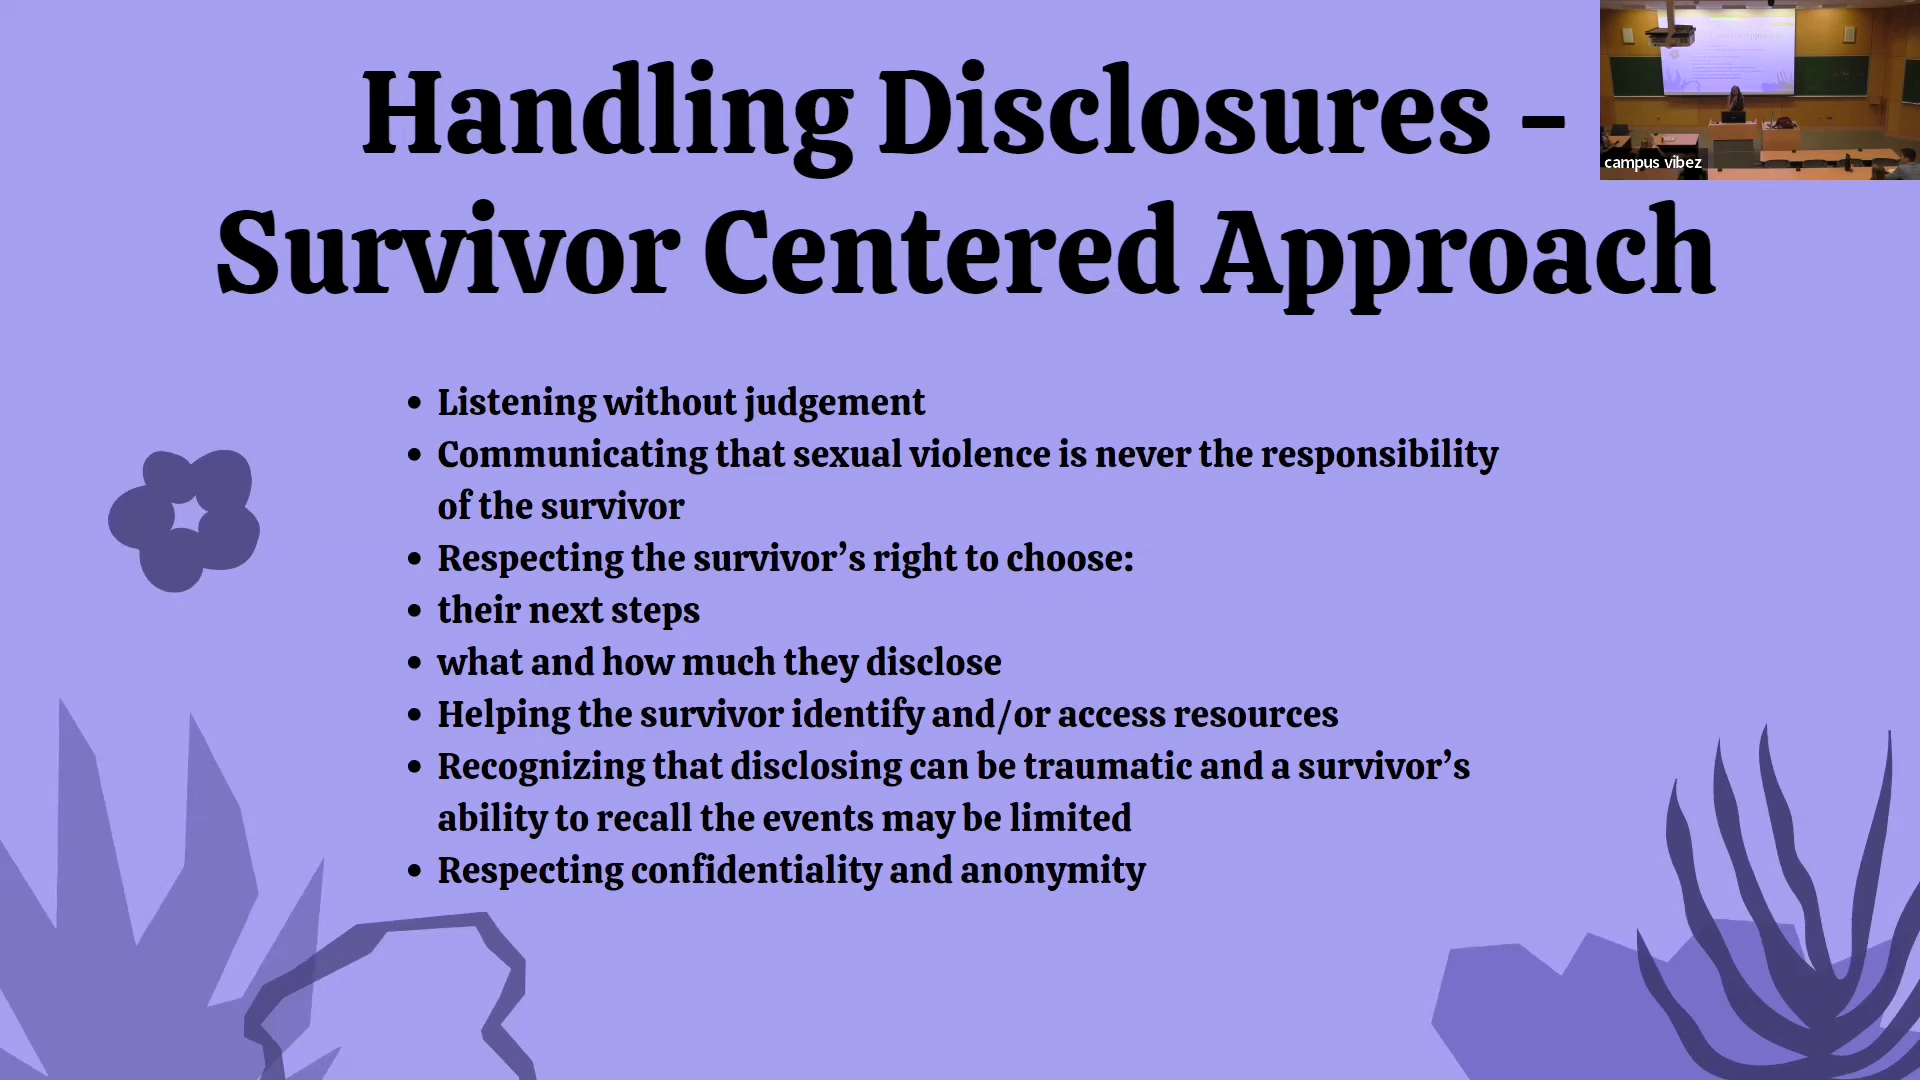 Handling Disclosures -
Survivor Centered Approach
campus vibez
• Listening without judgement
• Communicating that sexual violence is never the responsibility
of the survivor
• Respecting the survivor’s right to choose:
• their next steps
• what and how much they disclose
• Helping the survivor identify and/or access resources
• Recognizing that disclosing can be traumatic and a survivor’s
ability to recall the events may be limited
• Respecting confidentiality and anonymity